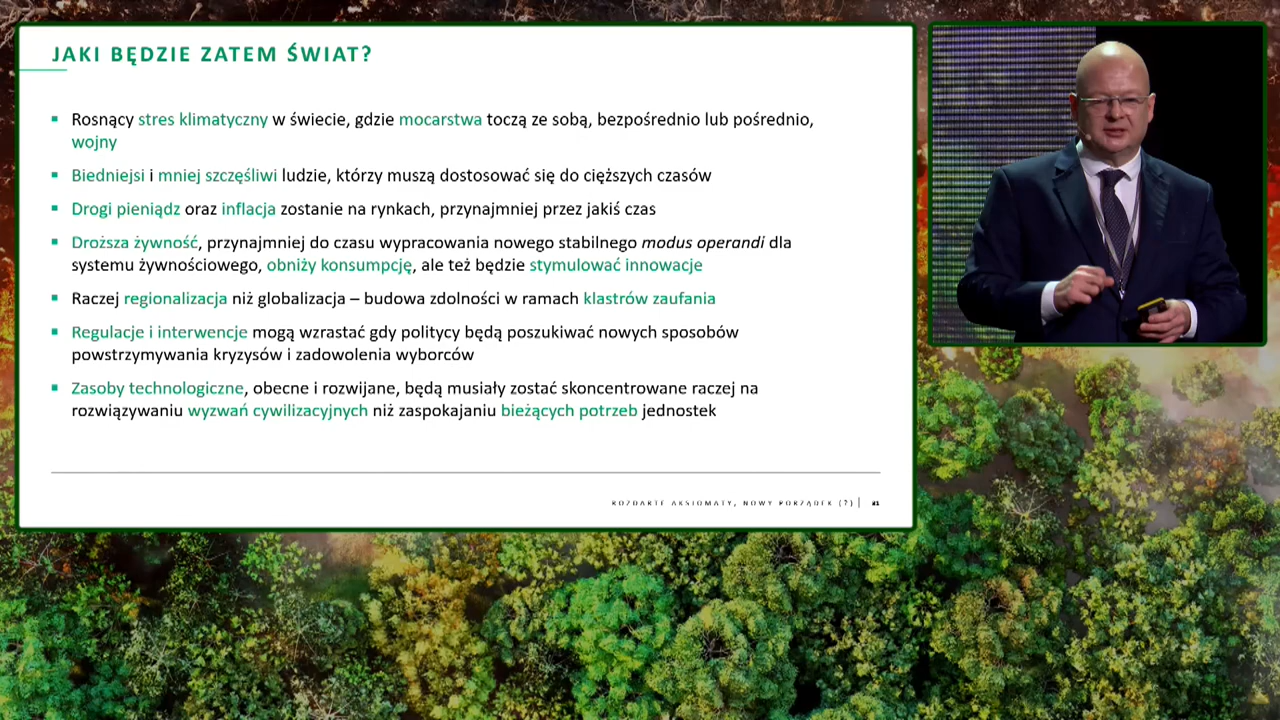 JAKI BĘDZIE ZATEM ŚWIAT?
Rosnący stres klimatyczny w świecie, gdzie mocarstwa toczą ze sobą, bezpośrednio lub pośrednio,
wojny
Biedniejsi i mniej szczęśliwi ludzie, którzy muszą dostosować się do cięższych czasów
Drogi pieniądz oraz inflacja zostanie na rynkach, przynajmniej przez jakiś czas
Droższa żywność, przynajmniej do czasu wypracowania nowego stabilnego modus operandi dla
systemu żywnościowego, obniży konsumpcję, ale też będzie stymulować innowacje
Raczej regionalizacja niż globalizacja – budowa zdolności w ramach klastrów zaufania
Regulacje i interwencje mogą wzrastać gdy politycy będą poszukiwać nowych sposobów
powstrzymywania kryzysów i zadowolenia wyborców
Zasoby technologiczne, obecne i rozwijane, będą musiały zostać skoncentrowane raczej na
rozwiązywaniu wyzwań cywilizacyjnych niż zaspokajaniu bieżących potrzeb jednostek
ROZDARTE AKSJOMATY, NOWY PORZĄDEK (?) |